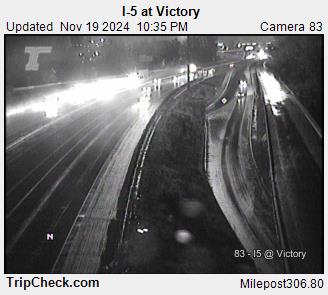 I-5 at Victory
Updated Nov 19 2024 10:35 PM Camera 83
T
N
83 - I5 @ Victory
TripCheck.com Milepost306.80